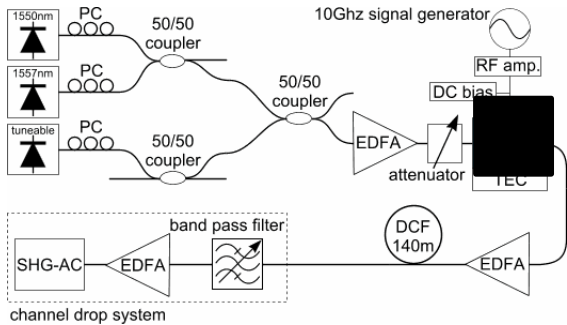 1550nm
PC
50/50
coupler
10Ghz signal generator
1557nm
PC
50/50
coupler
RF amp.
DC bias
tuneable
PC
50/50
coupler
EDFA
attenuator
TEC
band pass filter
DCF
140m
SHG-AC
EDFA
EDFA
channel drop system